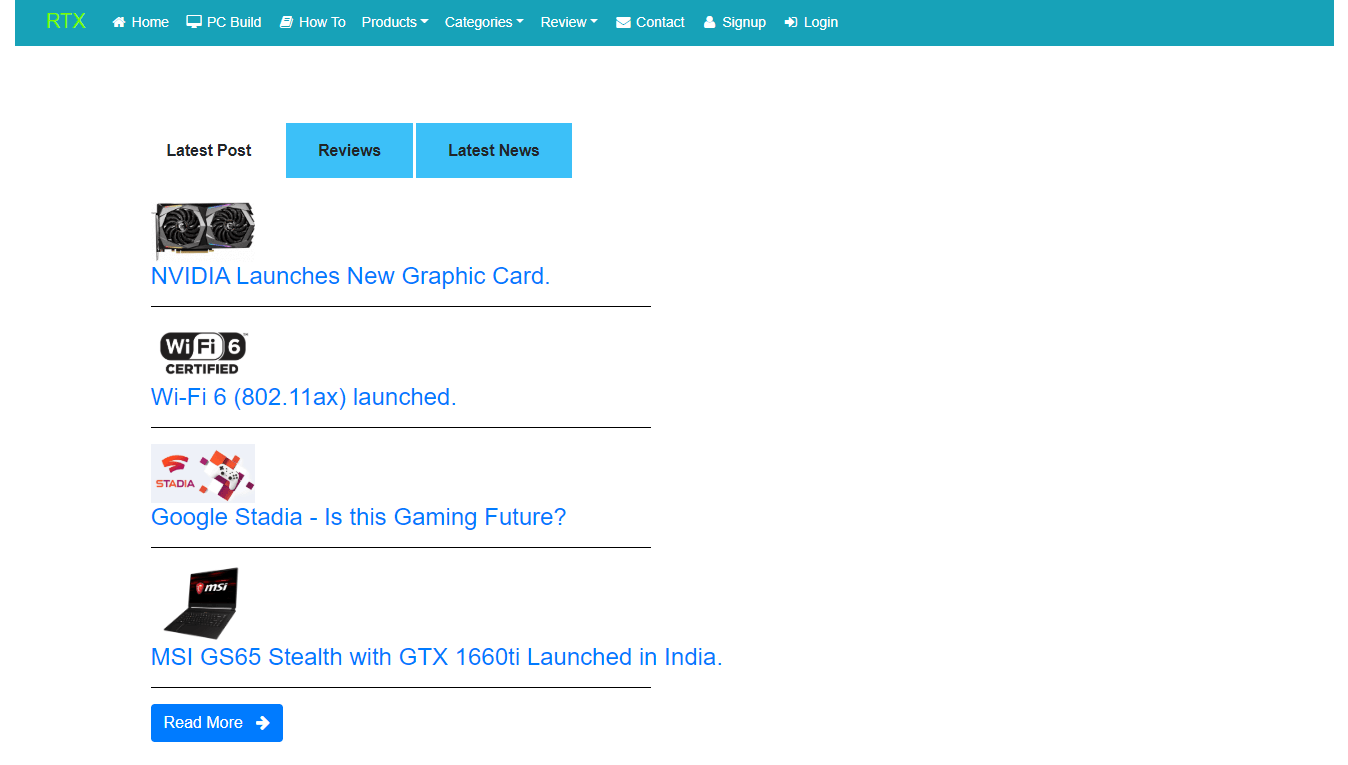 RTX Home PC Build How To Products Categories Review Contact Signup Login
Latest Post Reviews Latest News
NVIDIA Launches New Graphic Card.
Wi Fi 6 ™
CERTIFIED
Wi-Fi 6 (802.11ax) launched.
STADIA
Google Stadia - Is this Gaming Future?
msi
MSI GS65 Stealth with GTX 1660ti Launched in India.
Read More